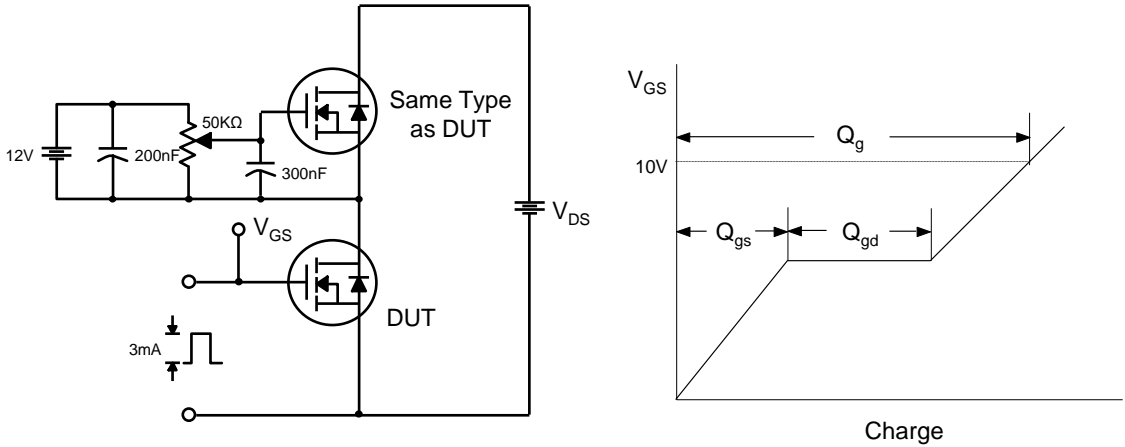 Same Type
as DUT
50KΩ
12V
200nF
300nF
V_GS
V_DS
DUT
3mA
V_GS
Q_g
10V
Q_gs
Q_gd
Charge